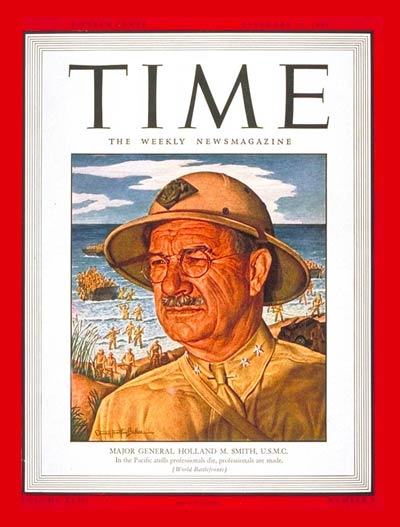 TIME
THE WEEKLY NEWSMAGAZINE
MAJOR GENERAL HOLLAND M. SMITH, U.S.M.C.
In the Pacific atolls professionals die, professionals are made.
(World Battlefronts)